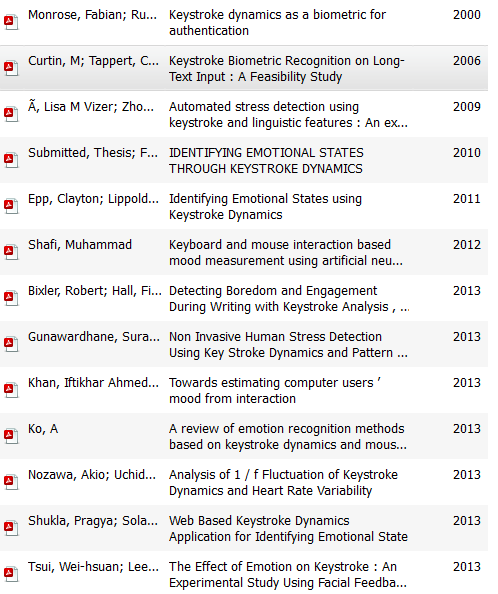 Monrose, Fabian; Ru... Keystroke dynamics as a biometric for 2000
authentication
Curtin, M; Tappert, C... Keystroke Biometric Recognition on Long- 2006
Text Input : A Feasibility Study
Ã, Lisa M Vizer; Zho... Automated stress detection using 2009
keystroke and linguistic features : An ex...
Submitted, Thesis; F... IDENTIFYING EMOTIONAL STATES 2010
THROUGH KEYSTROKE DYNAMICS
Epp, Clayton; Lippold... Identifying Emotional States using 2011
Keystroke Dynamics
Shafi, Muhammad Keyboard and mouse interaction based 2012
mood measurement using artificial neu...
Bixler, Robert; Hall, Fi... Detecting Boredom and Engagement 2013
During Writing with Keystroke Analysis , ...
Gunawardhane, Sura... Non Invasive Human Stress Detection 2013
Using Key Stroke Dynamics and Pattern ...
Khan, Iftikhar Ahmed... Towards estimating computer users ’ 2013
mood from interaction
Ko, A A review of emotion recognition methods 2013
based on keystroke dynamics and mous...
Nozawa, Akio; Uchid... Analysis of 1 / f Fluctuation of Keystroke 2013
Dynamics and Heart Rate Variability
Shukla, Pragya; Sola... Web Based Keystroke Dynamics 2013
Application for Identifying Emotional State
Tsui, Wei-hsuan; Lee... The Effect of Emotion on Keystroke : An 2013
Experimental Study Using Facial Feedba...